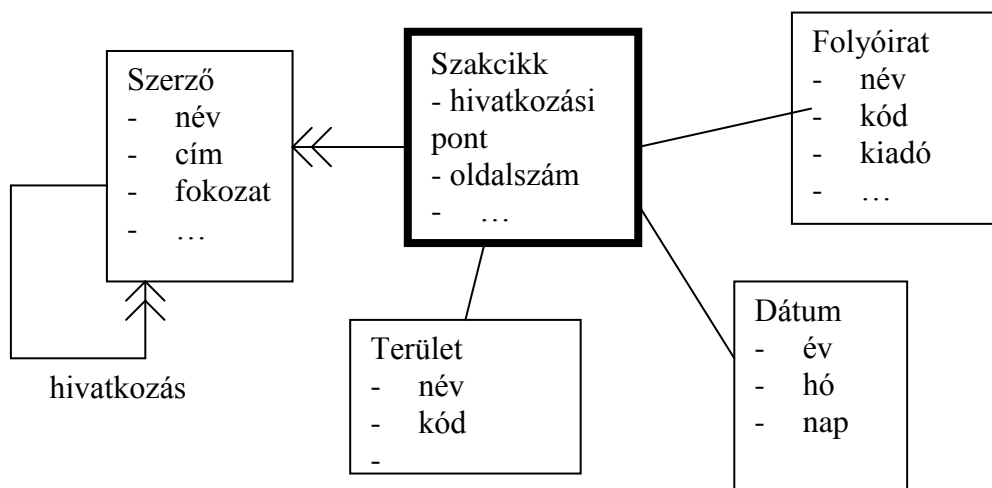 Szerző
- név
- cím
- fokozat
- …
hivatkozás
Szakcikk
- hivatkozási
pont
- oldalszám
- …
Folyóirat
- név
- kód
- kiadó
- …
Terület
- név
- kód
-
Dátum
- év
- hó
- nap